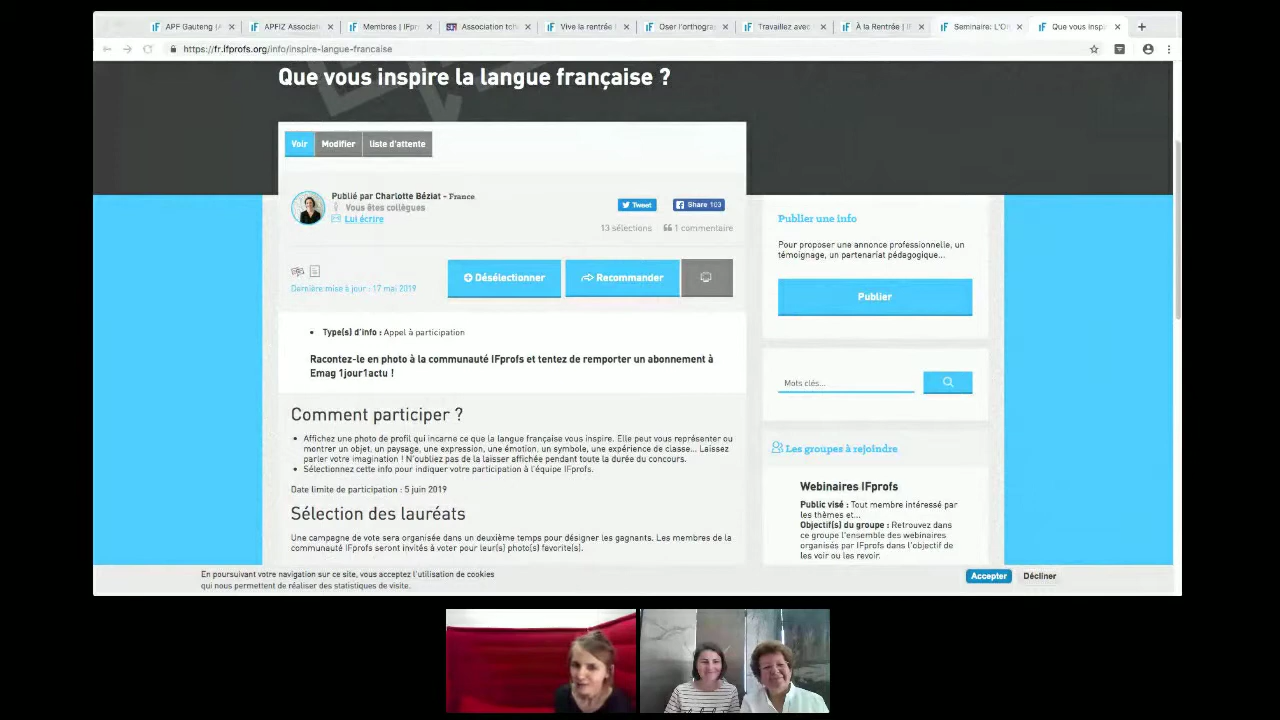 APF Gauteng (A
APFIZ Associati
Membres | IFpr
Association tch
Vive la rentrée
Oser l'orthogra
Travaillez avec
À la Rentrée | I
Seminaire: L'O
Que vous inspi
https://fr.ifprofs.org/info/inspire-langue-francaise
Que vous inspire la langue française ?
Voir Modifier liste d'attente
Publié par Charlotte Béziat - France
Vous êtes collègues
Lui écrire
Tweet Share 103
13 sélections 1 commentaire
Dernière mise à jour : 17 mai 2019
Désélectionner Recommander
Type(s) d'info : Appel à participation
Racontez-le en photo à la communauté IFprofs et tentez de remporter un abonnement à
Emag 1jour1actu !
Comment participer ?
Affichez une photo de profil qui incarne ce que la langue française vous inspire. Elle peut vous représenter ou
montrer un objet, un paysage, une expression, une émotion, un symbole, une expérience de classe... Laissez
parler votre imagination ! N'oubliez pas de la laisser affichée pendant toute la durée du concours.
Sélectionnez cette info pour indiquer votre participation à l'équipe IFprofs.
Date limite de participation : 5 juin 2019
Sélection des lauréats
Une campagne de vote sera organisée dans un deuxième temps pour désigner les gagnants. Les membres de la
communauté IFprofs seront invités à voter pour leur(s) photo(s) favorite(s).
Publier une info
Pour proposer une annonce professionnelle, un
témoignage, un partenariat pédagogique...
Publier
Mots clés...
Les groupes à rejoindre
Webinaires IFprofs
Public visé : Tout membre intéressé par
les thèmes et...
Objectif(s) du groupe : Retrouvez dans
ce groupe l'ensemble des webinaires
organisés par IFprofs dans l'objectif de
les voir ou les revoir.
En poursuivant votre navigation sur ce site, vous acceptez l'utilisation de cookies
qui nous permettent de réaliser des statistiques de visite.
Accepter Décliner